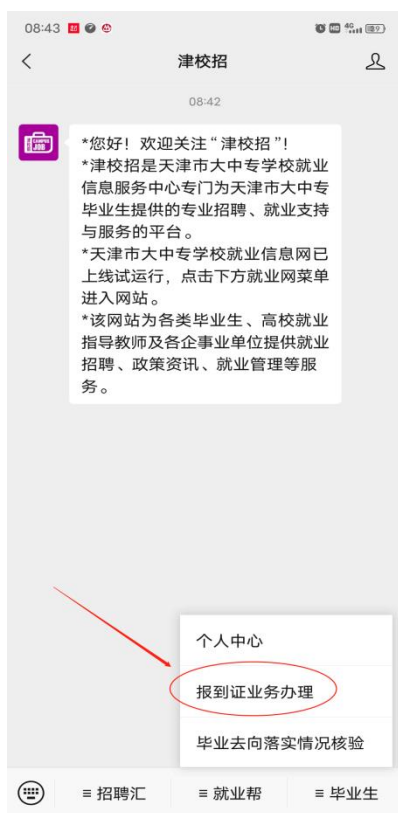 08:43
津校招
08:42
*您好！欢迎关注“津校招”！
*津校招是天津市大中专学校就业
信息服务中心专门为天津市大中专
毕业生提供的专业招聘、就业支持
与服务的平台。
*天津市大中专学校就业信息网已
上线试运行，点击下方就业网菜单
进入网站。
*该网站为各类毕业生、高校就业
指导教师及各企事业单位提供就业
招聘、政策资讯、就业管理等服
务。
个人中心
报到证业务办理
毕业去向落实情况核验
≡ 招聘汇 ≡ 就业帮 ≡ 毕业生